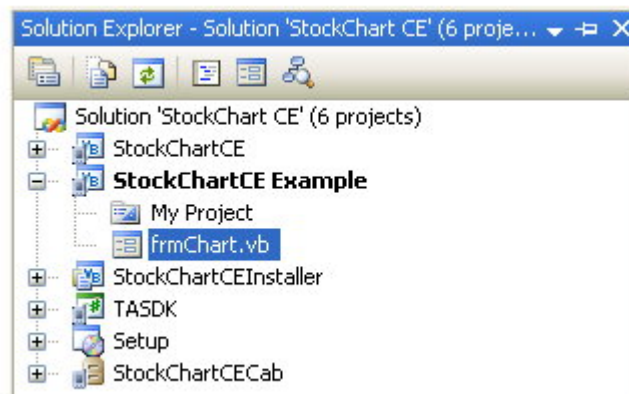 Solution Explorer - Solution 'StockChart CE' (6 proje...
Solution 'StockChart CE' (6 projects)
StockChartCE
StockChartCE Example
My Project
frmChart.vb
StockChartCEInstaller
TASDK
Setup
StockChartCECab